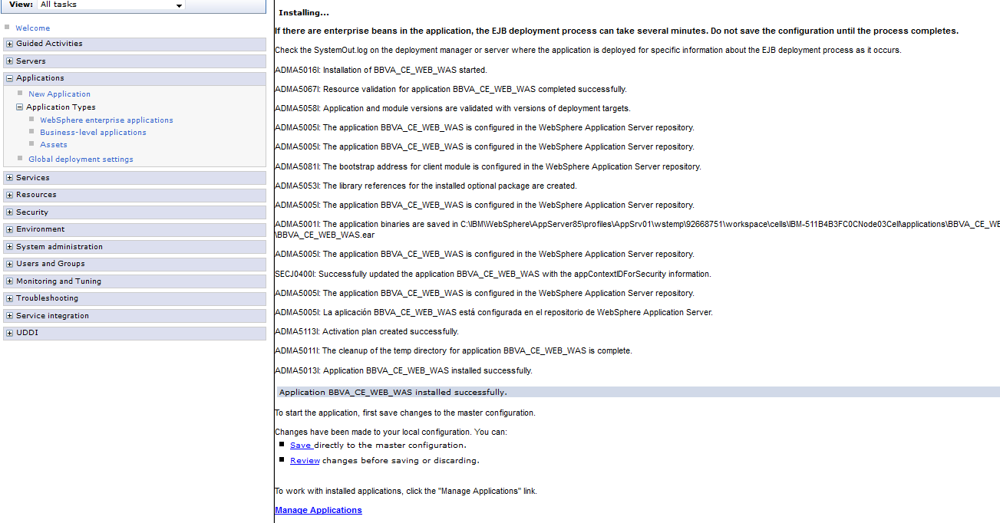 View: All tasks
Welcome
Guided Activities
Servers
Applications
New Application
Application Types
WebSphere enterprise applications
Business-level applications
Assets
Global deployment settings
Services
Resources
Security
Environment
System administration
Users and Groups
Monitoring and Tuning
Troubleshooting
Service integration
UDDI
Installing...
If there are enterprise beans in the application, the EJB deployment process can take several minutes. Do not save the configuration until the process completes.
Check the SystemOut.log on the deployment manager or server where the application is deployed for specific information about the EJB deployment process as it occurs.
ADMA5016I: Installation of BBVA_CE_WEB_WAS started.
ADMA5067I: Resource validation for application BBVA_CE_WEB_WAS completed successfully.
ADMA5058I: Application and module versions are validated with versions of deployment targets.
ADMA5005I: The application BBVA_CE_WEB_WAS is configured in the WebSphere Application Server repository.
ADMA5005I: The application BBVA_CE_WEB_WAS is configured in the WebSphere Application Server repository.
ADMA5081I: The bootstrap address for client module is configured in the WebSphere Application Server repository.
ADMA5053I: The library references for the installed optional package are created.
ADMA5005I: The application BBVA_CE_WEB_WAS is configured in the WebSphere Application Server repository.
ADMA5001I: The application binaries are saved in C:\IBM\WebSphere\AppServer85\profiles\AppSrv01\wstemp\92668751\workspace\cells\IBM-511B4B3FC0CNode03Cell\applications\BBVA_CE_WE
\BBVA_CE_WEB_WAS.ear
ADMA5005I: The application BBVA_CE_WEB_WAS is configured in the WebSphere Application Server repository.
SECJ0400I: Successfully updated the application BBVA_CE_WEB_WAS with the appContextIDForSecurity information.
ADMA5005I: The application BBVA_CE_WEB_WAS is configured in the WebSphere Application Server repository.
ADMA5005I: La aplicación BBVA_CE_WEB_WAS está configurada en el repositorio de WebSphere Application Server.
ADMA5113I: Activation plan created successfully.
ADMA5011I: The cleanup of the temp directory for application BBVA_CE_WEB_WAS is complete.
ADMA5013I: Application BBVA_CE_WEB_WAS installed successfully.
Application BBVA_CE_WEB_WAS installed successfully.
To start the application, first save changes to the master configuration.
Changes have been made to your local configuration. You can:
Save directly to the master configuration.
Review changes before saving or discarding.
To work with installed applications, click the "Manage Applications" link.
Manage Applications